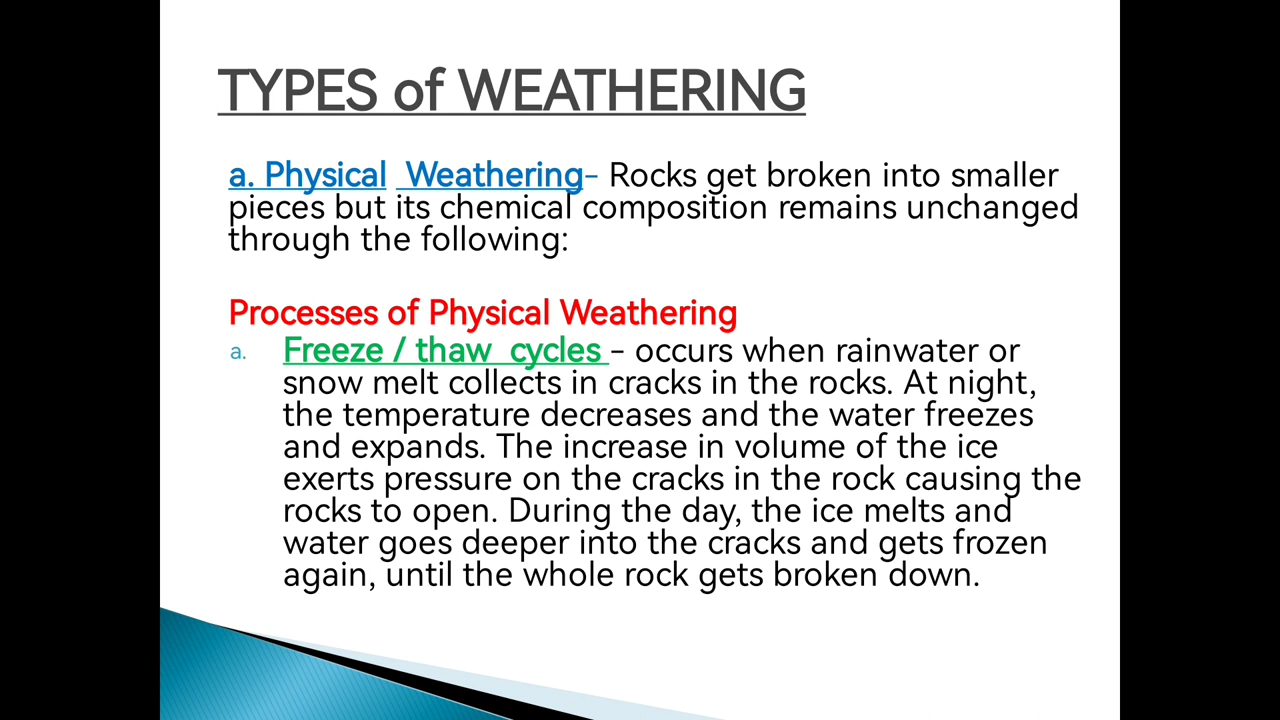 TYPES of WEATHERING
a. Physical  Weathering– Rocks get broken into smaller
pieces but its chemical composition remains unchanged
through the following:
Processes of Physical Weathering
a. Freeze / thaw  cycles – occurs when rainwater or
snow melt collects in cracks in the rocks. At night,
the temperature decreases and the water freezes
and expands. The increase in volume of the ice
exerts pressure on the cracks in the rock causing the
rocks to open. During the day, the ice melts and
water goes deeper into the cracks and gets frozen
again, until the whole rock gets broken down.